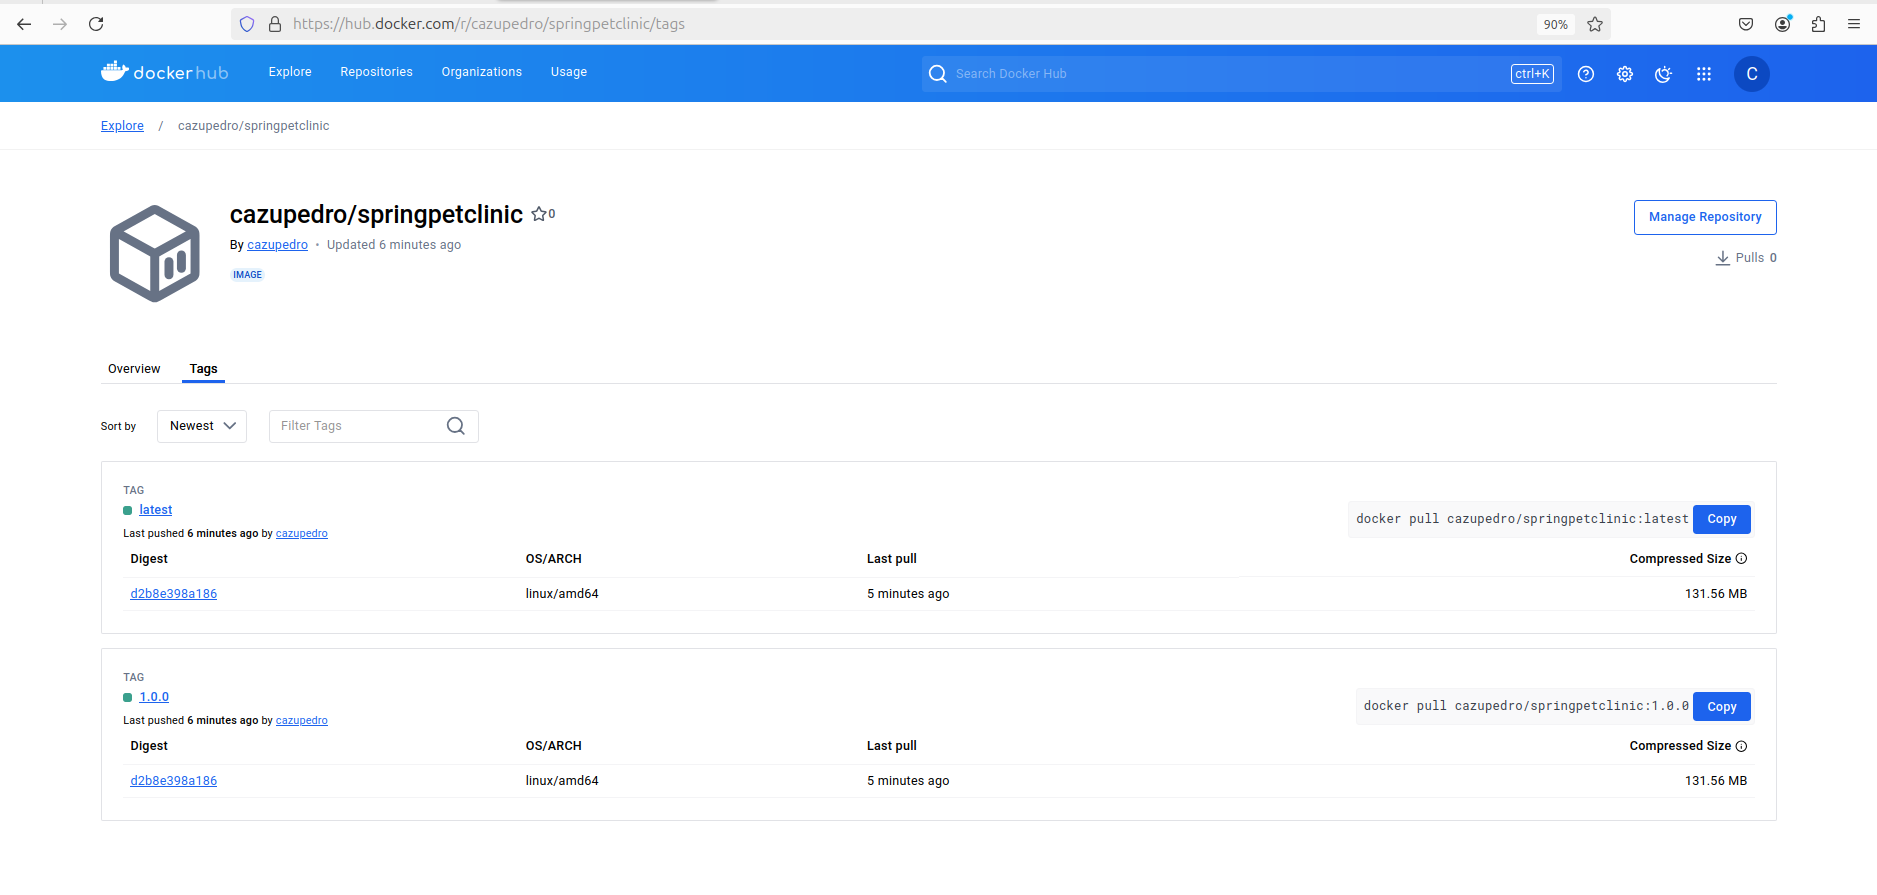 https://hub.docker.com/r/cazupedro/springpetclinic/tags 90%
dockerhub Explore Repositories Organizations Usage Search Docker Hub ctrl+K C
Explore / cazupedro/springpetclinic
cazupedro/springpetclinic 0
Manage Repository
By cazupedro • Updated 6 minutes ago
Pulls 0
IMAGE
Overview Tags
Sort by Newest Filter Tags
TAG
latest
docker pull cazupedro/springpetclinic:latest Copy
Last pushed 6 minutes ago by cazupedro
Digest OS/ARCH Last pull Compressed Size
d2b8e398a186 linux/amd64 5 minutes ago 131.56 MB
TAG
1.0.0
docker pull cazupedro/springpetclinic:1.0.0 Copy
Last pushed 6 minutes ago by cazupedro
Digest OS/ARCH Last pull Compressed Size
d2b8e398a186 linux/amd64 5 minutes ago 131.56 MB